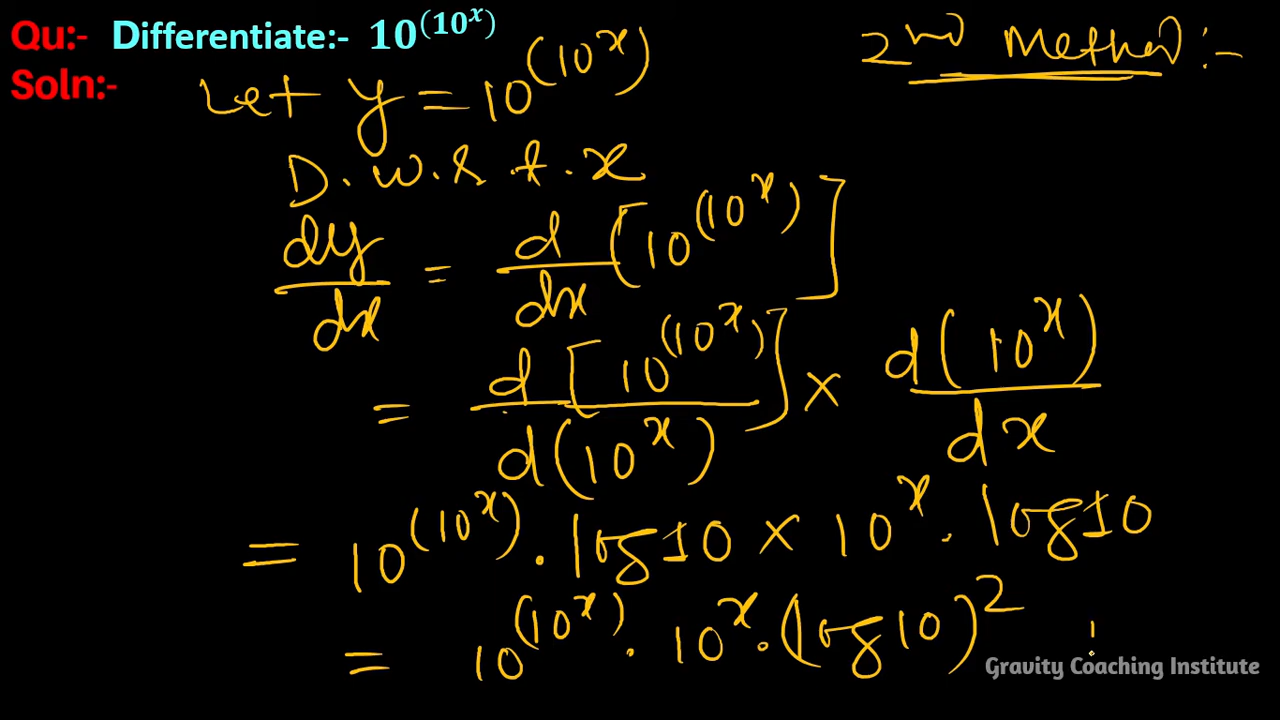 Qu:- Differentiate:- 10^(10^x)
2nd Method:-
Soln:- Let y = 10^(10^x)
D.w.r.t.x
dy/dx = d/dx [10^(10^x)]
= d[10^(10^x)]/d(10^x) × d(10^x)/dx
= 10^(10^x) . log10 × 10^x . log10
= 10^(10^x) . 10^x . (log10)^2
Gravity Coaching Institute